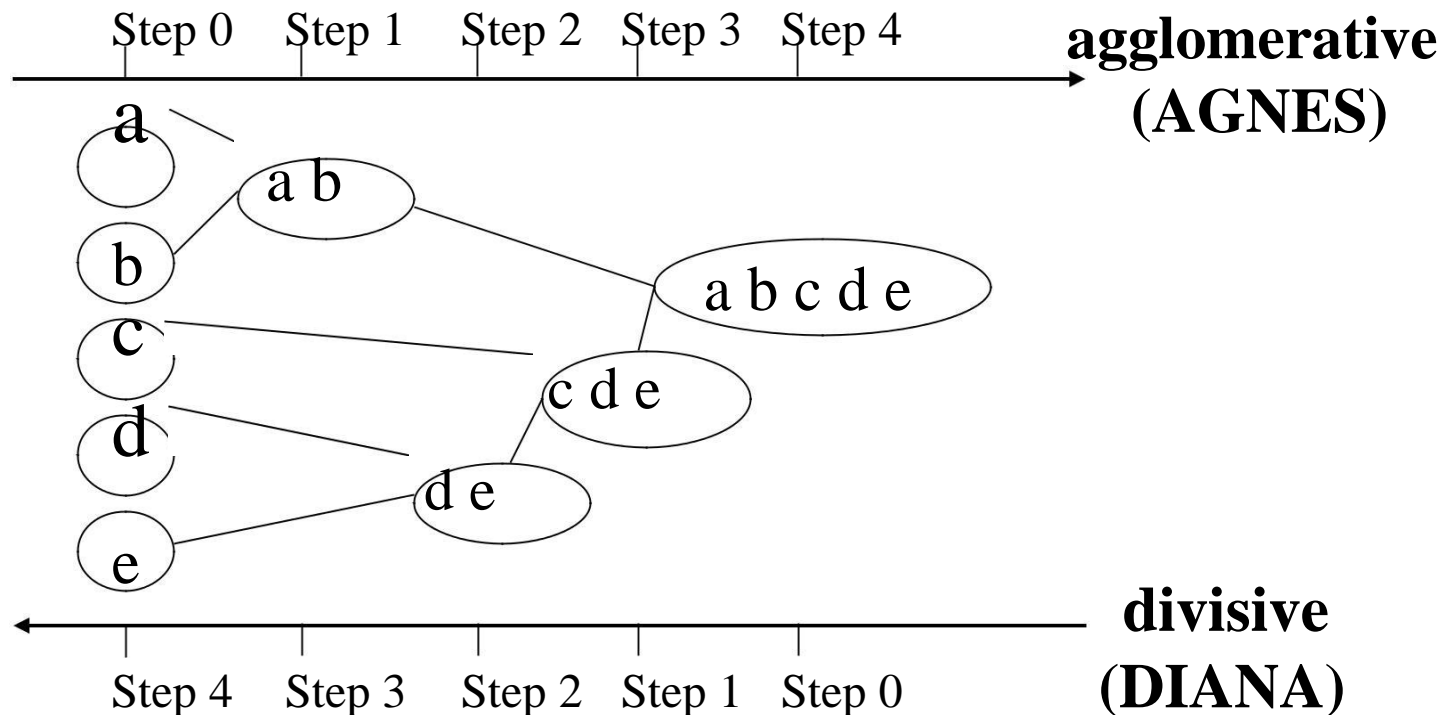 Step 0 Step 1 Step 2 Step 3 Step 4
agglomerative
(AGNES)
a
a b
b
a b c d e
c
c d e
d
d e
e
divisive
(DIANA)
Step 4 Step 3 Step 2 Step 1 Step 0